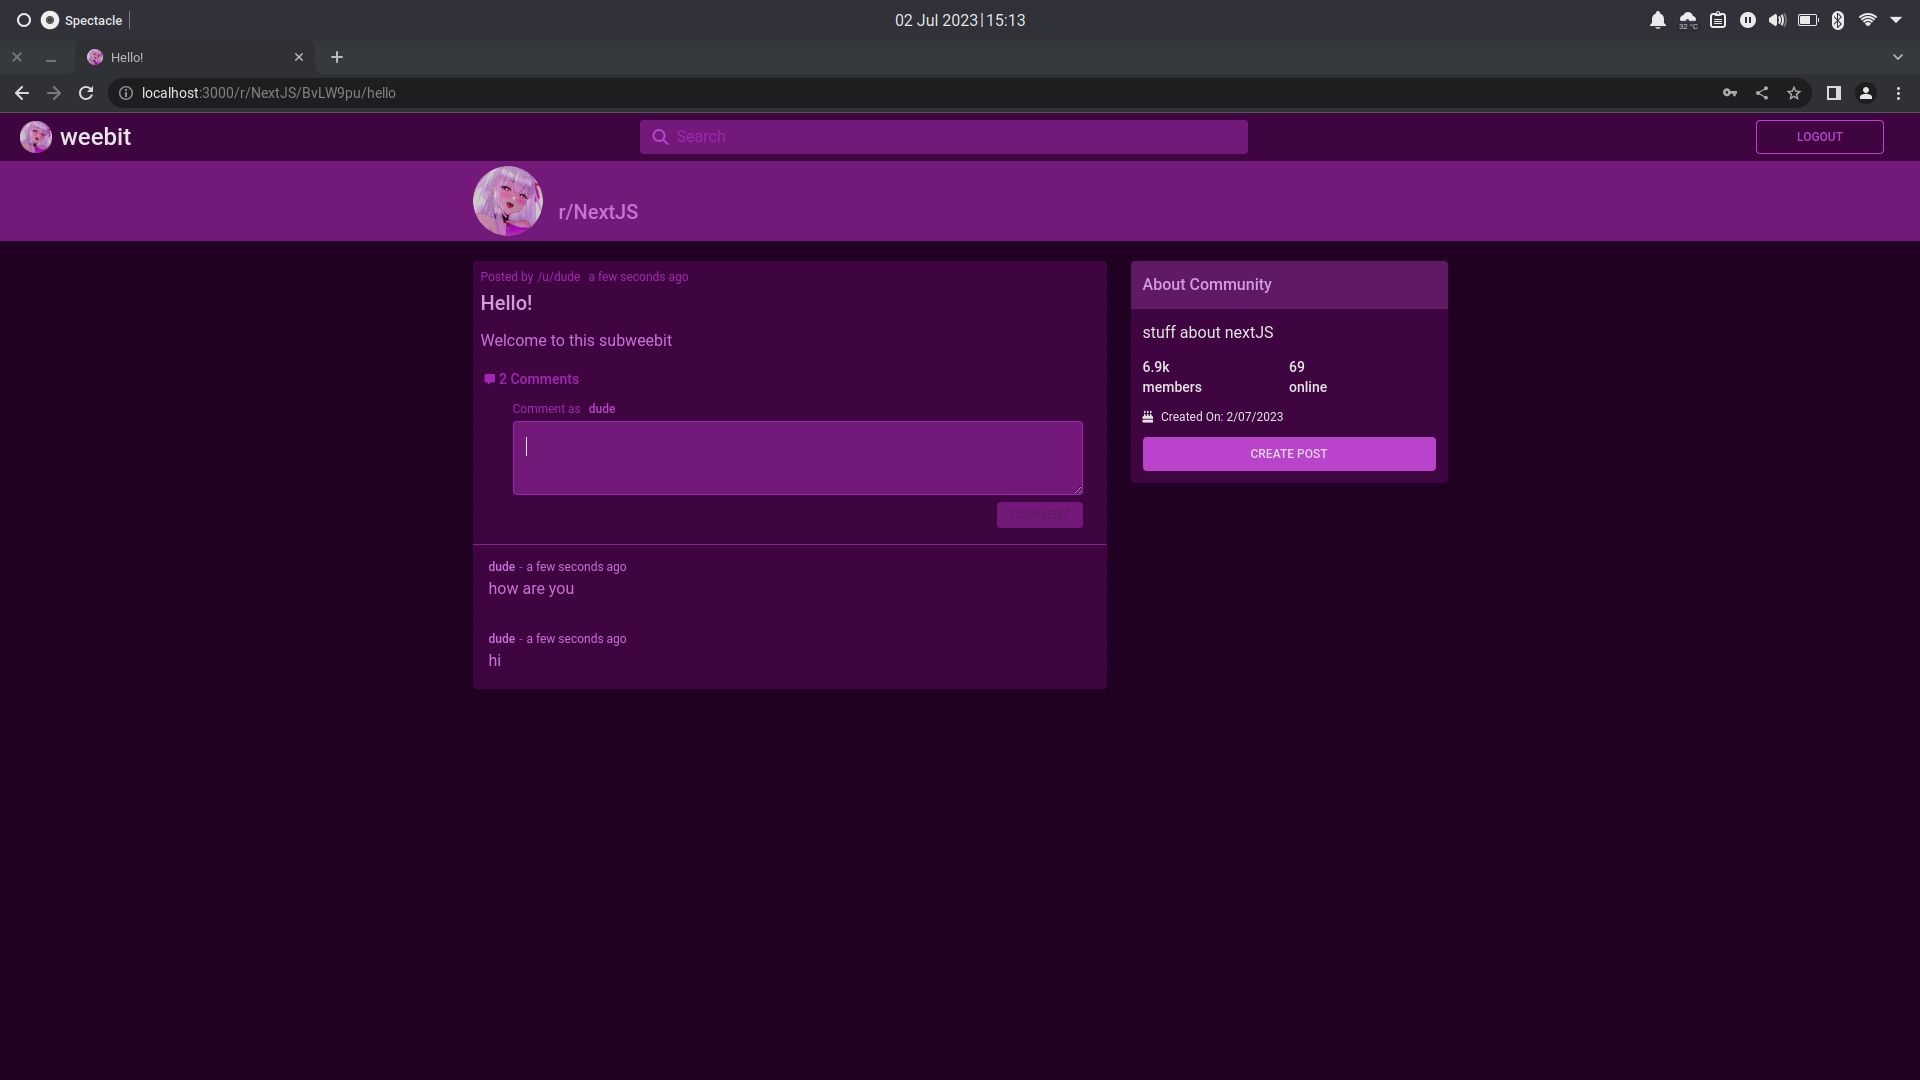 Spectacle
02 Jul 2023|15:13
32 °C
Hello!
localhost:3000/r/NextJS/BvLW9pu/hello
weebit
Search
LOGOUT
r/NextJS
Posted by /u/dude a few seconds ago
Hello!
Welcome to this subweebit
2 Comments
Comment as dude
COMMENT
dude - a few seconds ago
how are you
dude - a few seconds ago
hi
About Community
stuff about nextJS
6.9k
members
69
online
Created On: 2/07/2023
CREATE POST